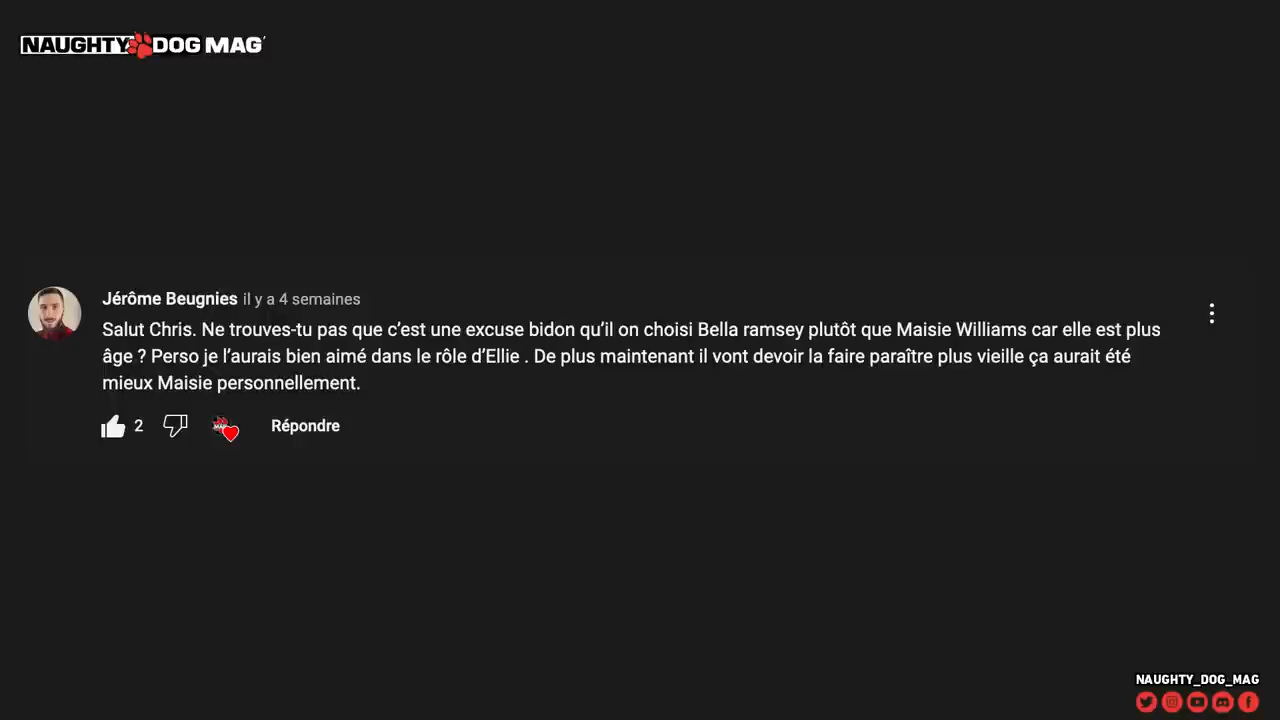 NAUGHTY DOG MAG
Jérôme Beugnies il y a 4 semaines
Salut Chris. Ne trouves-tu pas que c’est une excuse bidon qu’il on choisi Bella ramsey plutôt que Maisie Williams car elle est plus
âge ? Perso je l’aurais bien aimé dans le rôle d’Ellie . De plus maintenant il vont devoir la faire paraître plus vieille ça aurait été
mieux Maisie personnellement.
2 Répondre
NAUGHTY_DOG_MAG